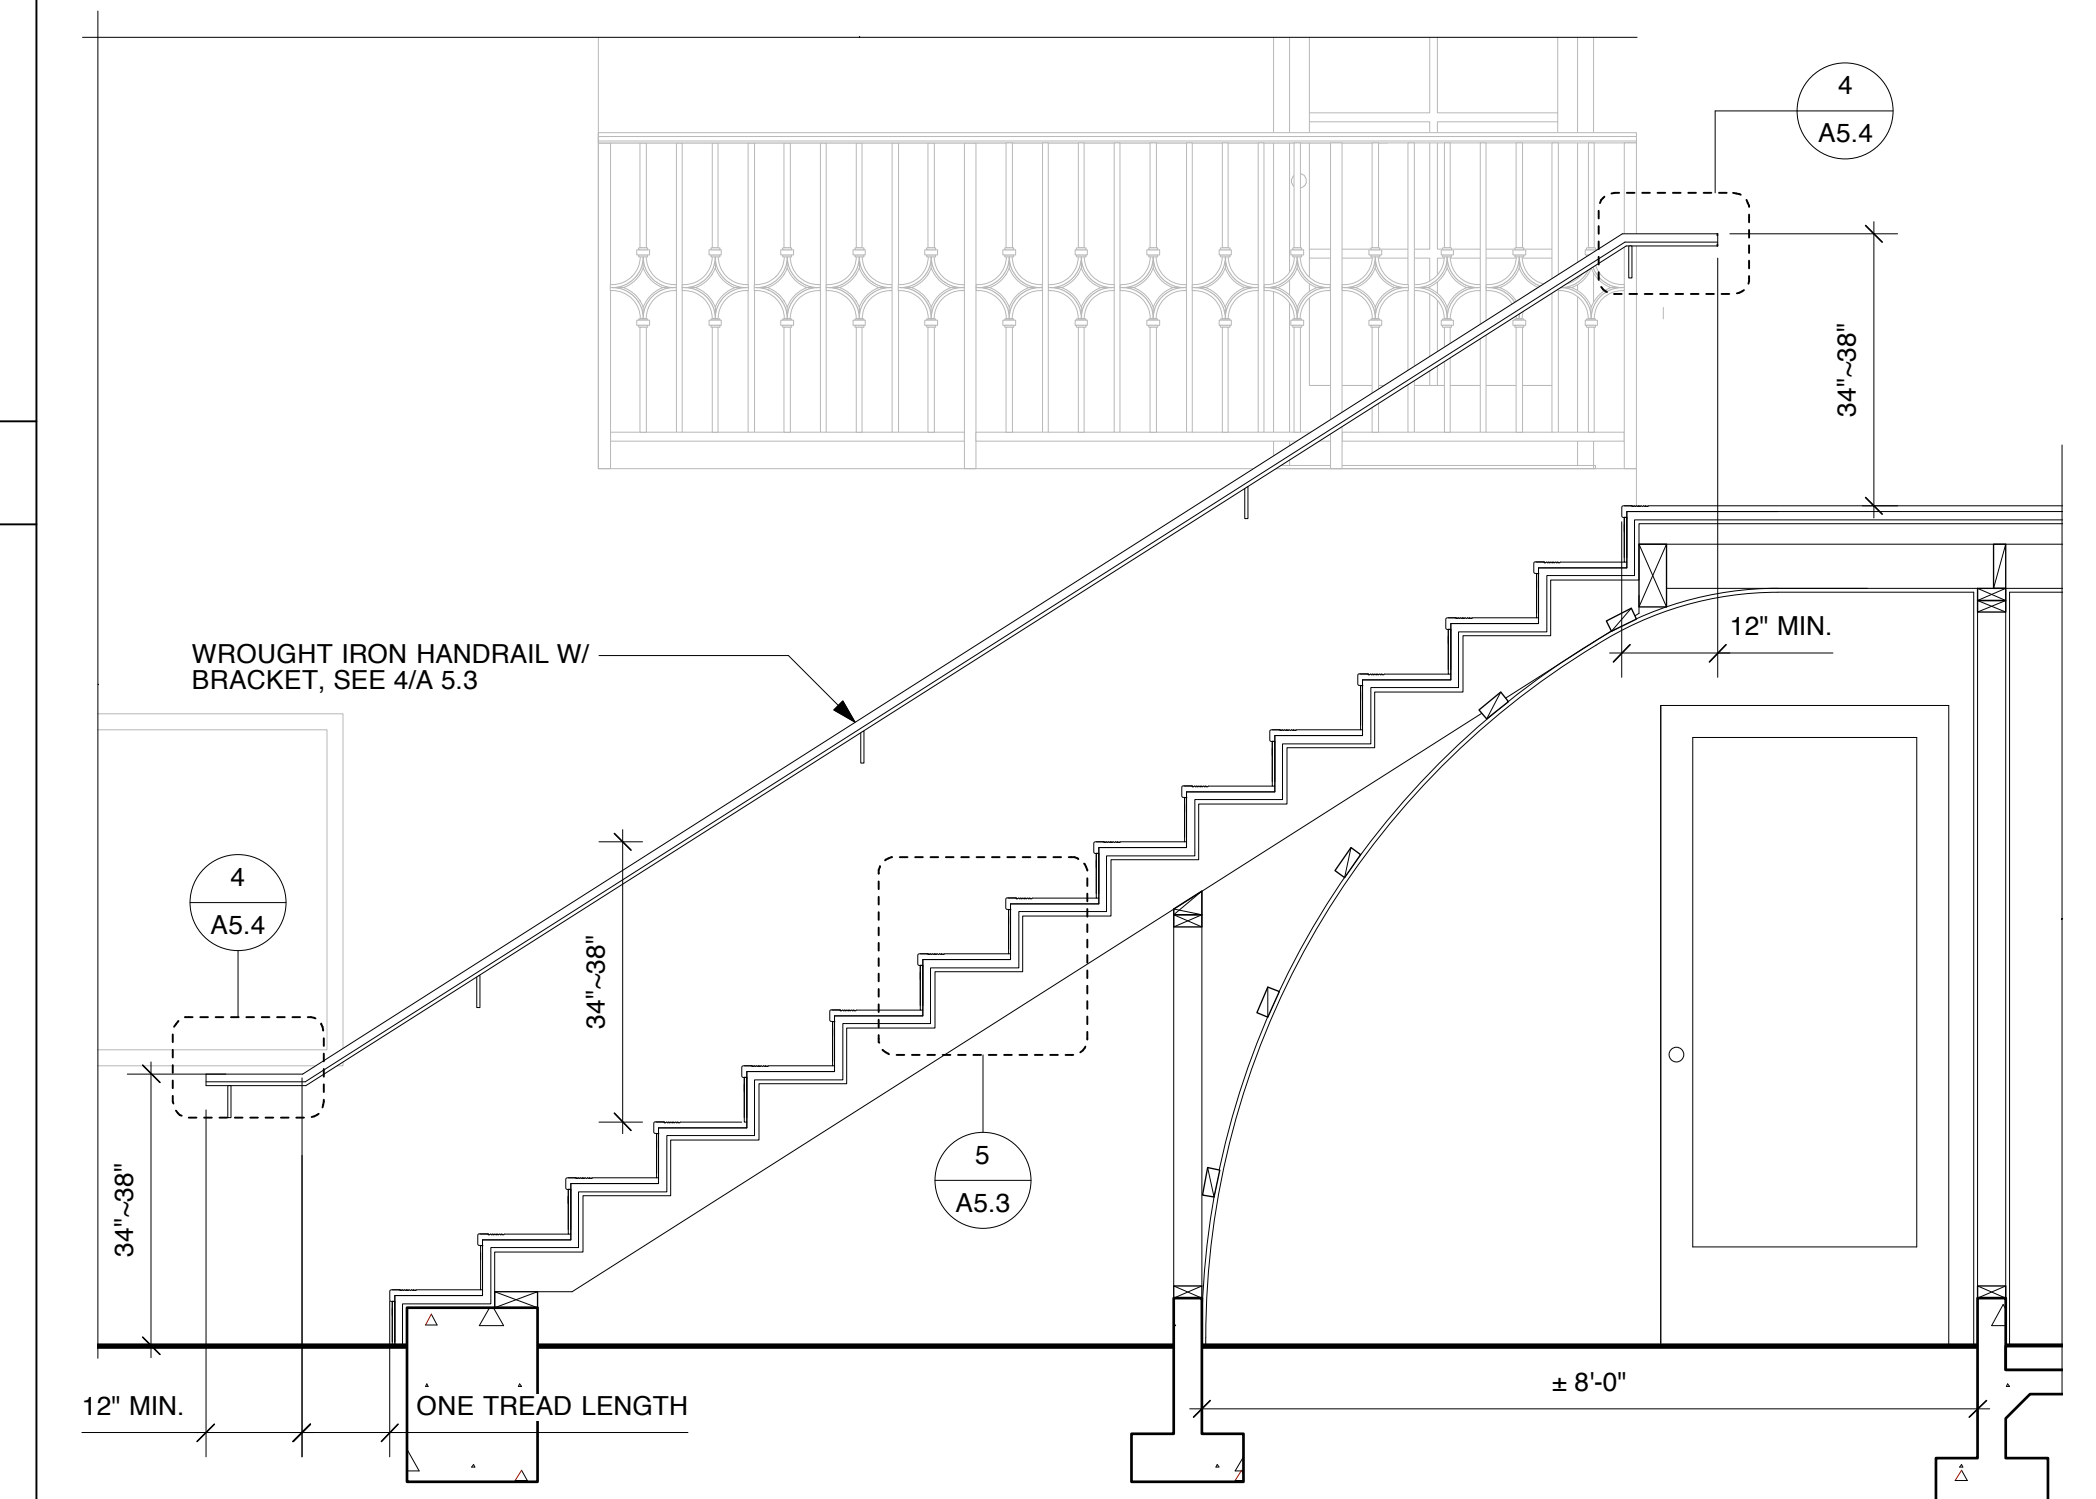 4
A5.4
34"~38"
WROUGHT IRON HANDRAIL W/
BRACKET, SEE 4/A 5.3
12" MIN.
4
A5.4
34"~38"
5
A5.3
34"~38"
± 8'-0"
12" MIN.
ONE TREAD LENGTH